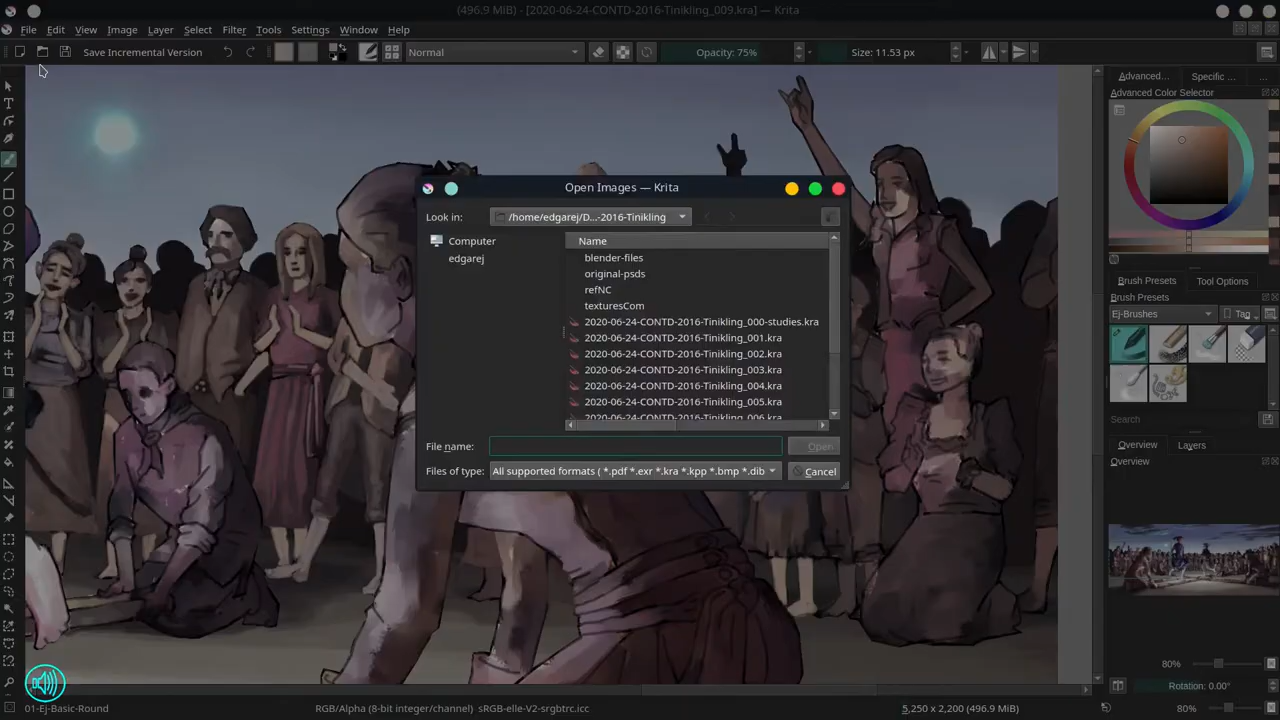 (496.9 MiB) - [2020-06-24-CONTD-2016-Tinikling_009.kra] — Krita
File Edit View Image Layer Select Filter Tools Settings Window Help
Save Incremental Version
Normal
Opacity: 75%
Size: 11.53 px
Advanced... Specific ... ...
Advanced Color Selector
Open Images — Krita
Look in:
/home/edgarej/D...-2016-Tinikling
Computer
edgarej
Name
blender-files
original-psds
refNC
texturesCom
2020-06-24-CONTD-2016-Tinikling_000-studies.kra
2020-06-24-CONTD-2016-Tinikling_001.kra
2020-06-24-CONTD-2016-Tinikling_002.kra
2020-06-24-CONTD-2016-Tinikling_003.kra
2020-06-24-CONTD-2016-Tinikling_004.kra
2020-06-24-CONTD-2016-Tinikling_005.kra
2020-06-24-CONTD-2016-Tinikling_006.kra
File name:
Open
Files of type:
All supported formats ( *.pdf *.exr *.kra *.kpp *.bmp *.dib
Cancel
Brush Presets Tool Options
Brush Presets
Ej-Brushes
Tag
Search
Overview Layers
Overview
80%
Rotation: 0.00°
01-Ej-Basic-Round
RGB/Alpha (8-bit integer/channel) sRGB-elle-V2-srgbtrc.icc
5,250 x 2,200 (496.9 MiB)
80%